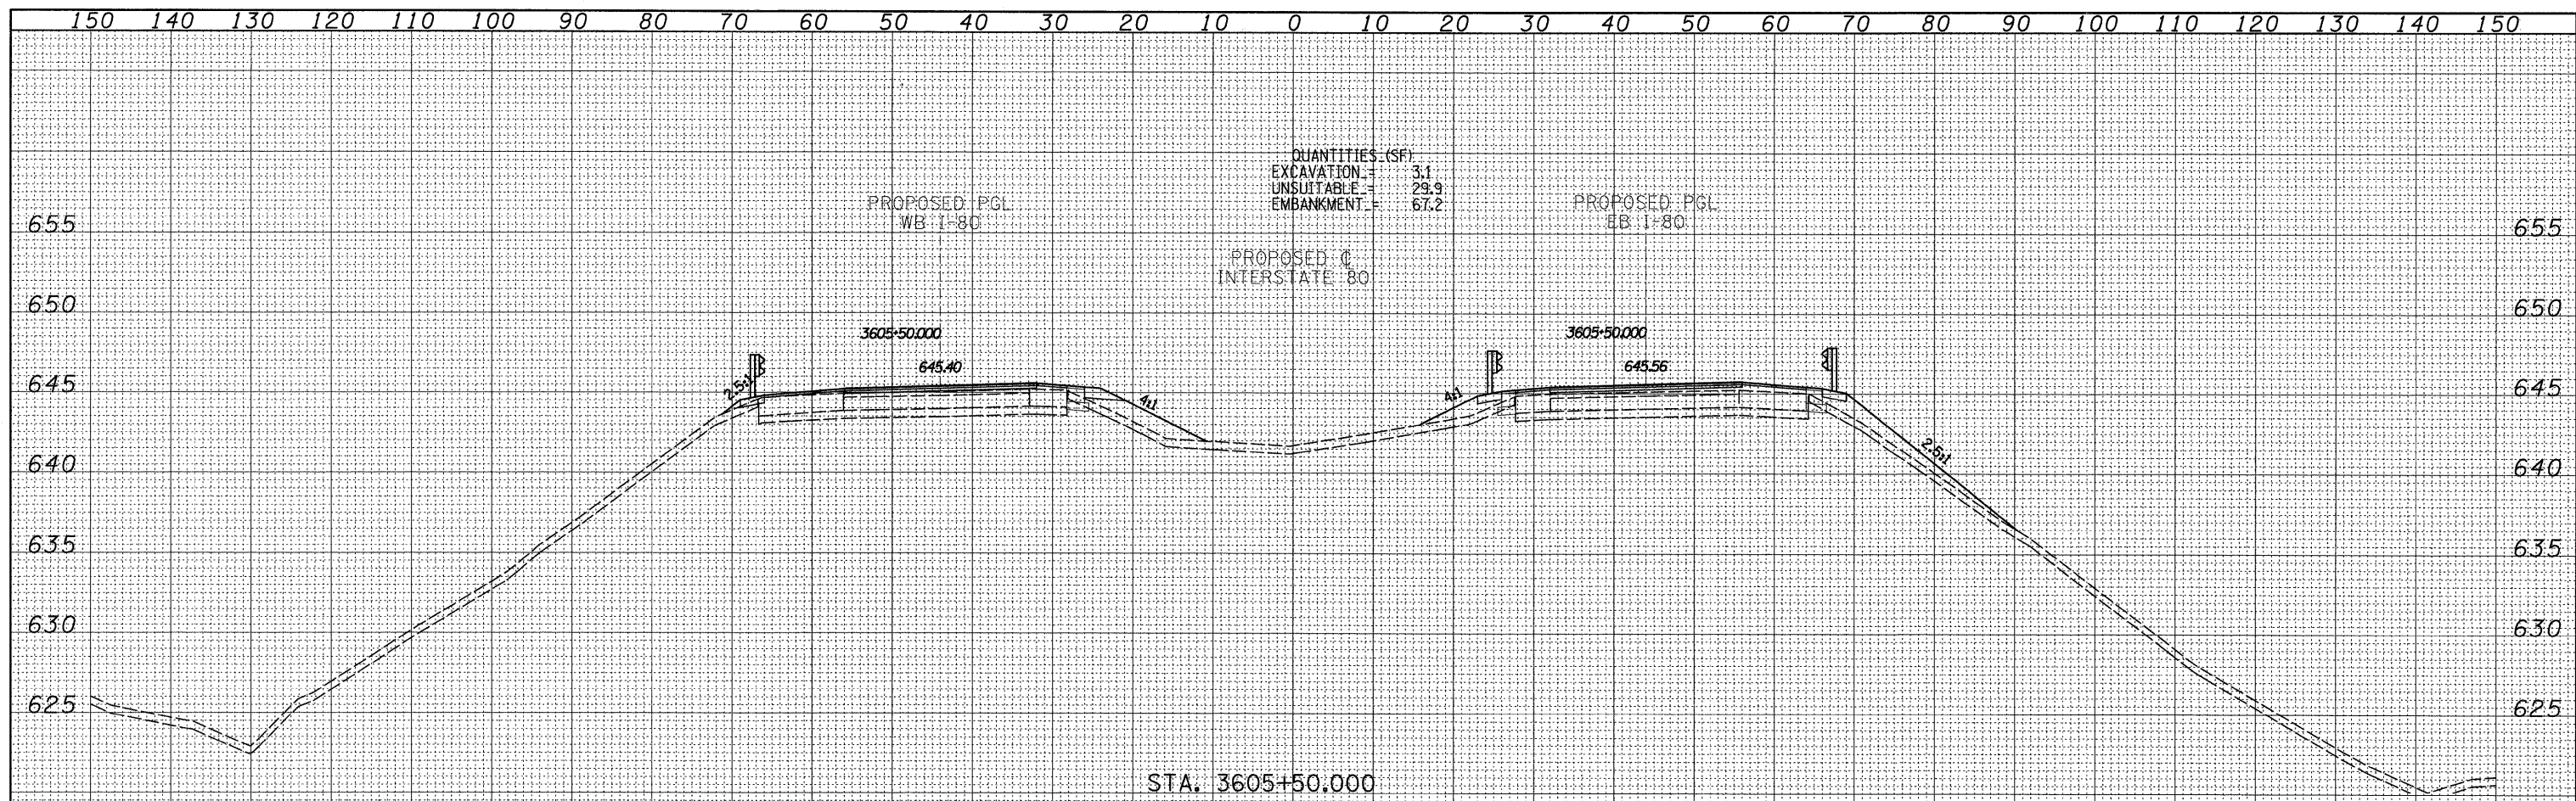 150 140 130 120 110 100 90 80 70 60 50 40 30 20 10 0 10 20 30 40 50 60 70 80 90 100 110 120 130 140 150
QUANTITIES (SF)
EXCAVATION = 3.1
UNSUITABLE = 29.9
EMBANKMENT = 67.2
PROPOSED PGL
WB I-80
PROPOSED PGL
EB I-80
655 655
PROPOSED ℄
INTERSTATE 80
650 650
3605+50.000 3605+50.000
645.40 645.56
645 645
2.5:1 4:1 4:1 2.5:1
640 640
635 635
630 630
625 625
STA. 3605+50.000